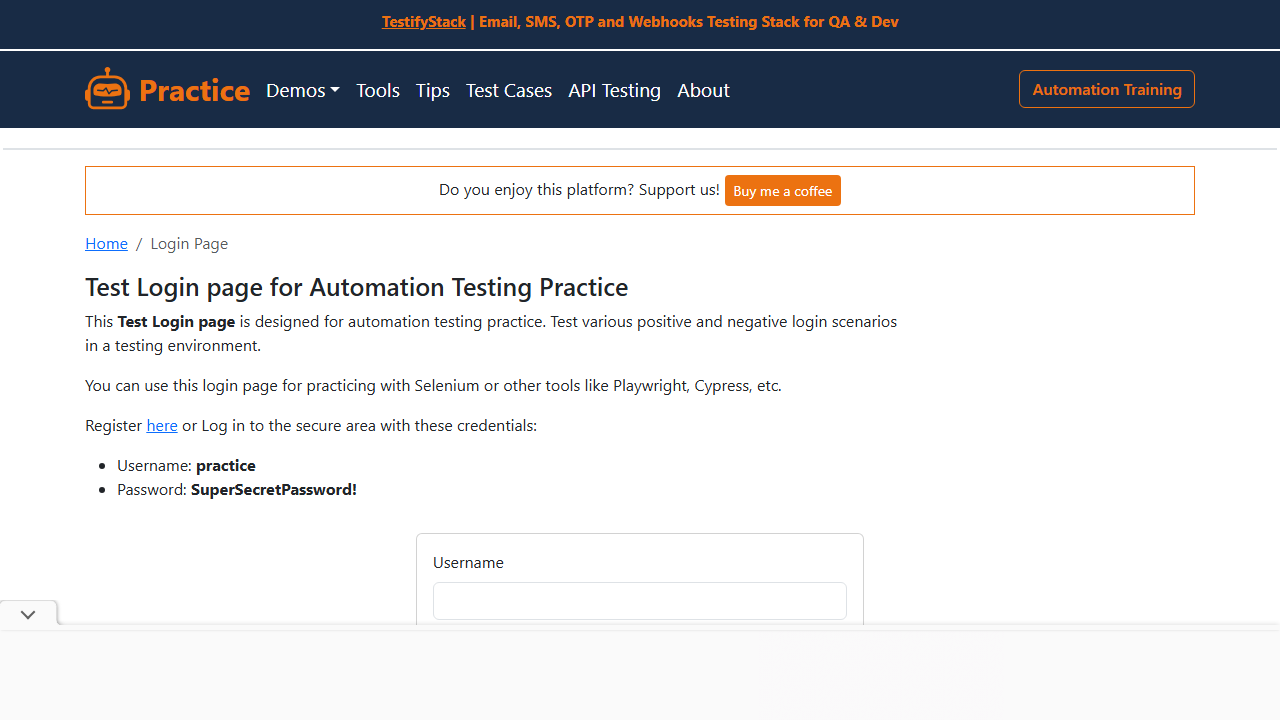 TestifyStack | Email, SMS, OTP and Webhooks Testing Stack for QA & Dev
Practice Demos Tools Tips Test Cases API Testing About Automation Training
Do you enjoy this platform? Support us! Buy me a coffee
Home / Login Page
Test Login page for Automation Testing Practice
This Test Login page is designed for automation testing practice. Test various positive and negative login scenarios
in a testing environment.
You can use this login page for practicing with Selenium or other tools like Playwright, Cypress, etc.
Register here or Log in to the secure area with these credentials:
Username: practice
Password: SuperSecretPassword!
Username